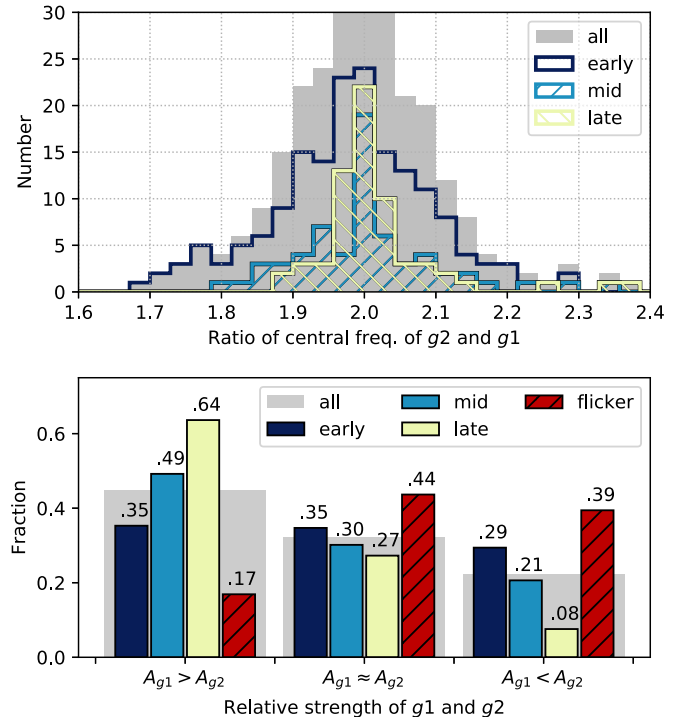 30
25
20
15
10
5
0
Number
all
early
mid
late
1.6 1.7 1.8 1.9 2.0 2.1 2.2 2.3 2.4
Ratio of central freq. of g2 and g1
0.6
0.4
0.2
0.0
Fraction
all mid flicker
early late
.35 .49 .64 .17 .35 .30 .27 .44 .29 .21 .08 .39
A_{g1} > A_{g2} A_{g1} ≈ A_{g2} A_{g1} < A_{g2}
Relative strength of g1 and g2